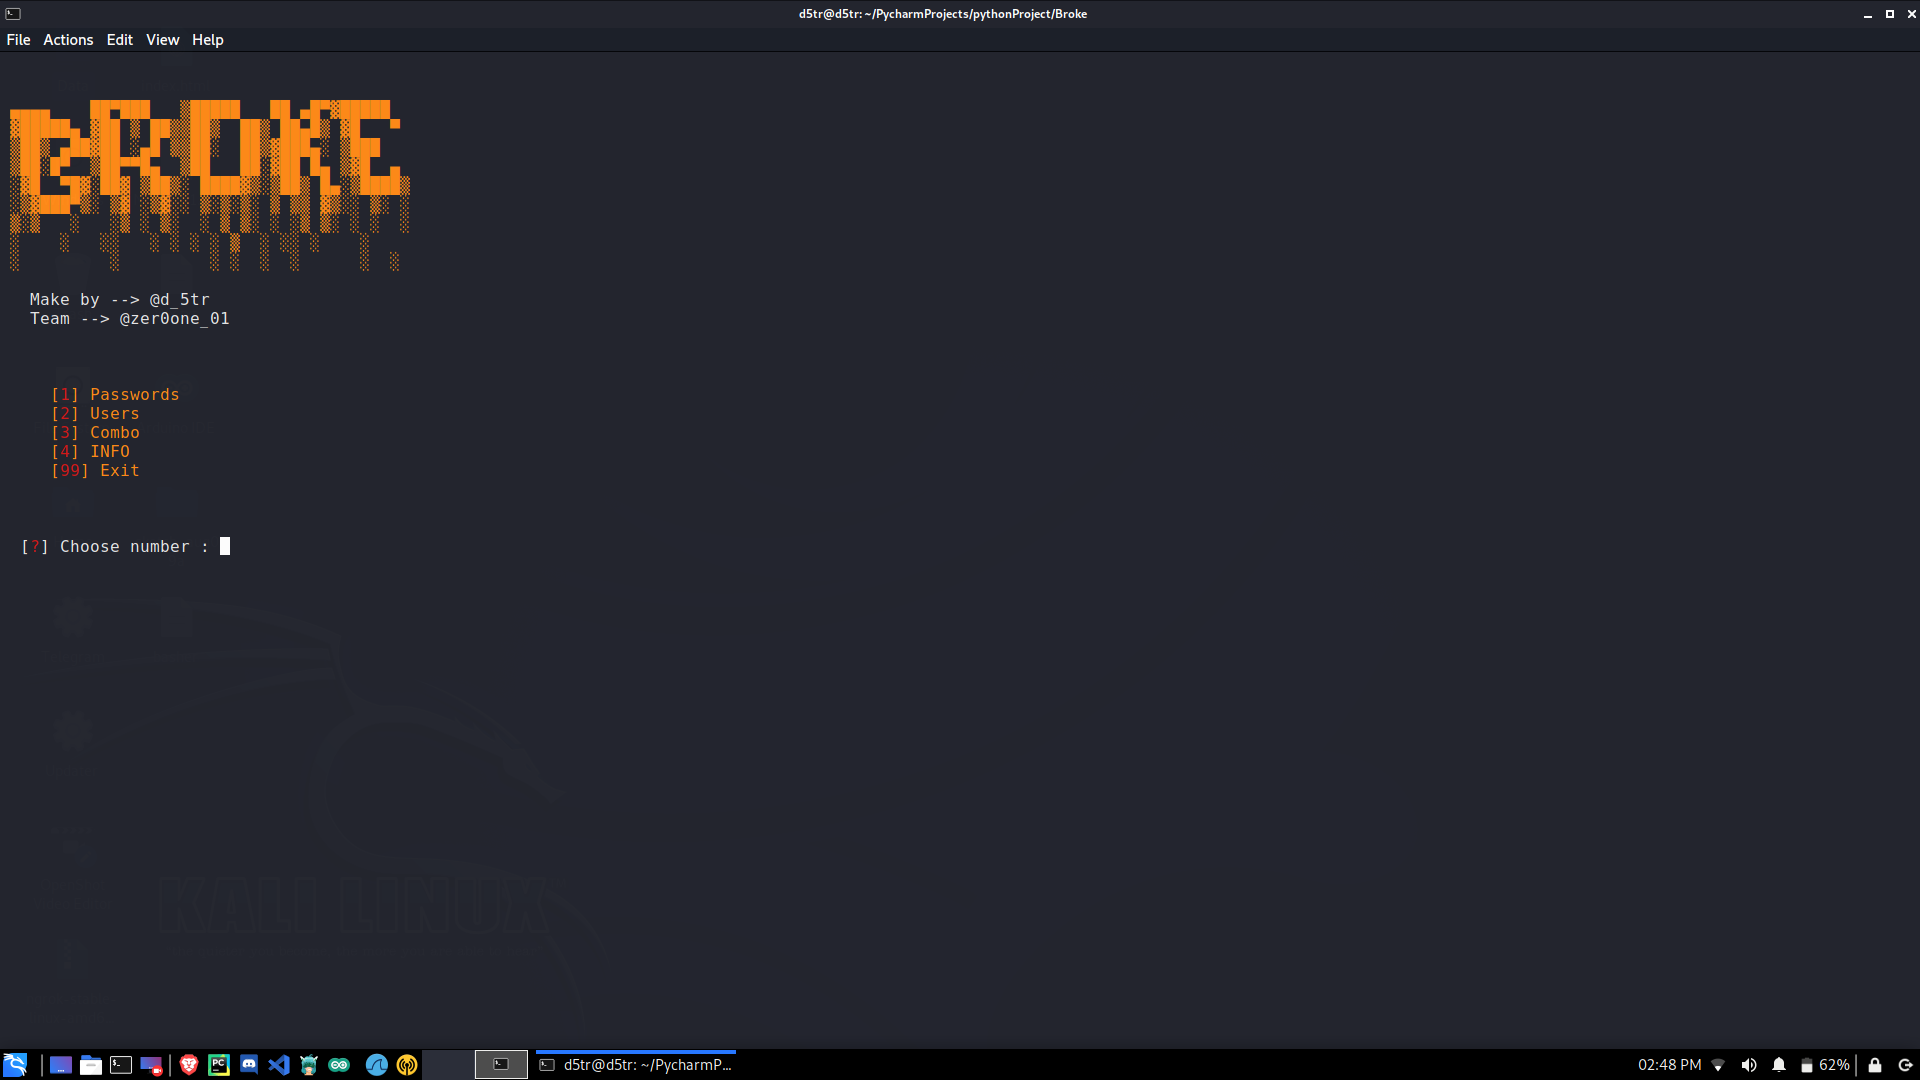 d5tr@d5tr: ~/PycharmProjects/pythonProject/Broke
File Actions Edit View Help
Make by --> @d_5tr
Team --> @zer0one_01
[1] Passwords
[2] Users
[3] Combo
[4] INFO
[99] Exit
[?] Choose number :
KALI LINUX
d5tr@d5tr: ~/PycharmP...
02:48 PM
62%